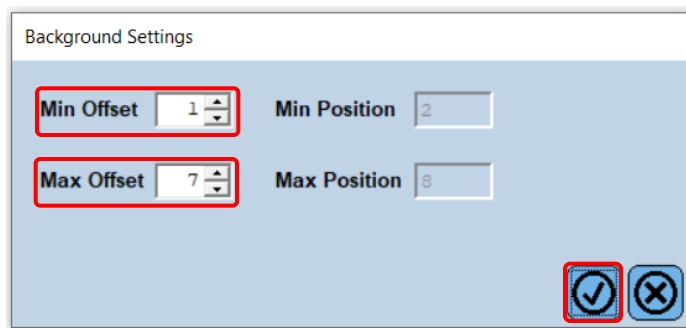 Background Settings
Min Offset 1 Min Position 2
Max Offset 7 Max Position 8